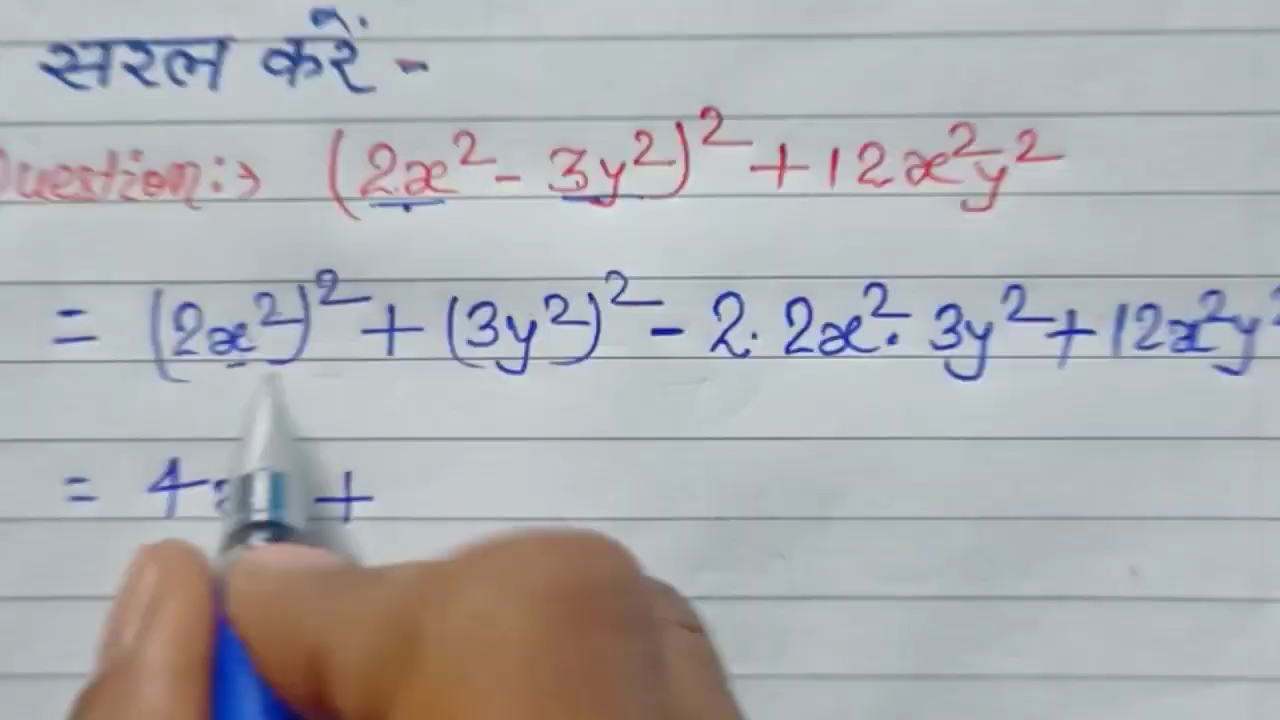 सरल करें -
Question:→ (2x² - 3y²)² + 12x²y²
= (2x²)² + (3y²)² - 2. 2x². 3y² + 12x²y²
= 4 +